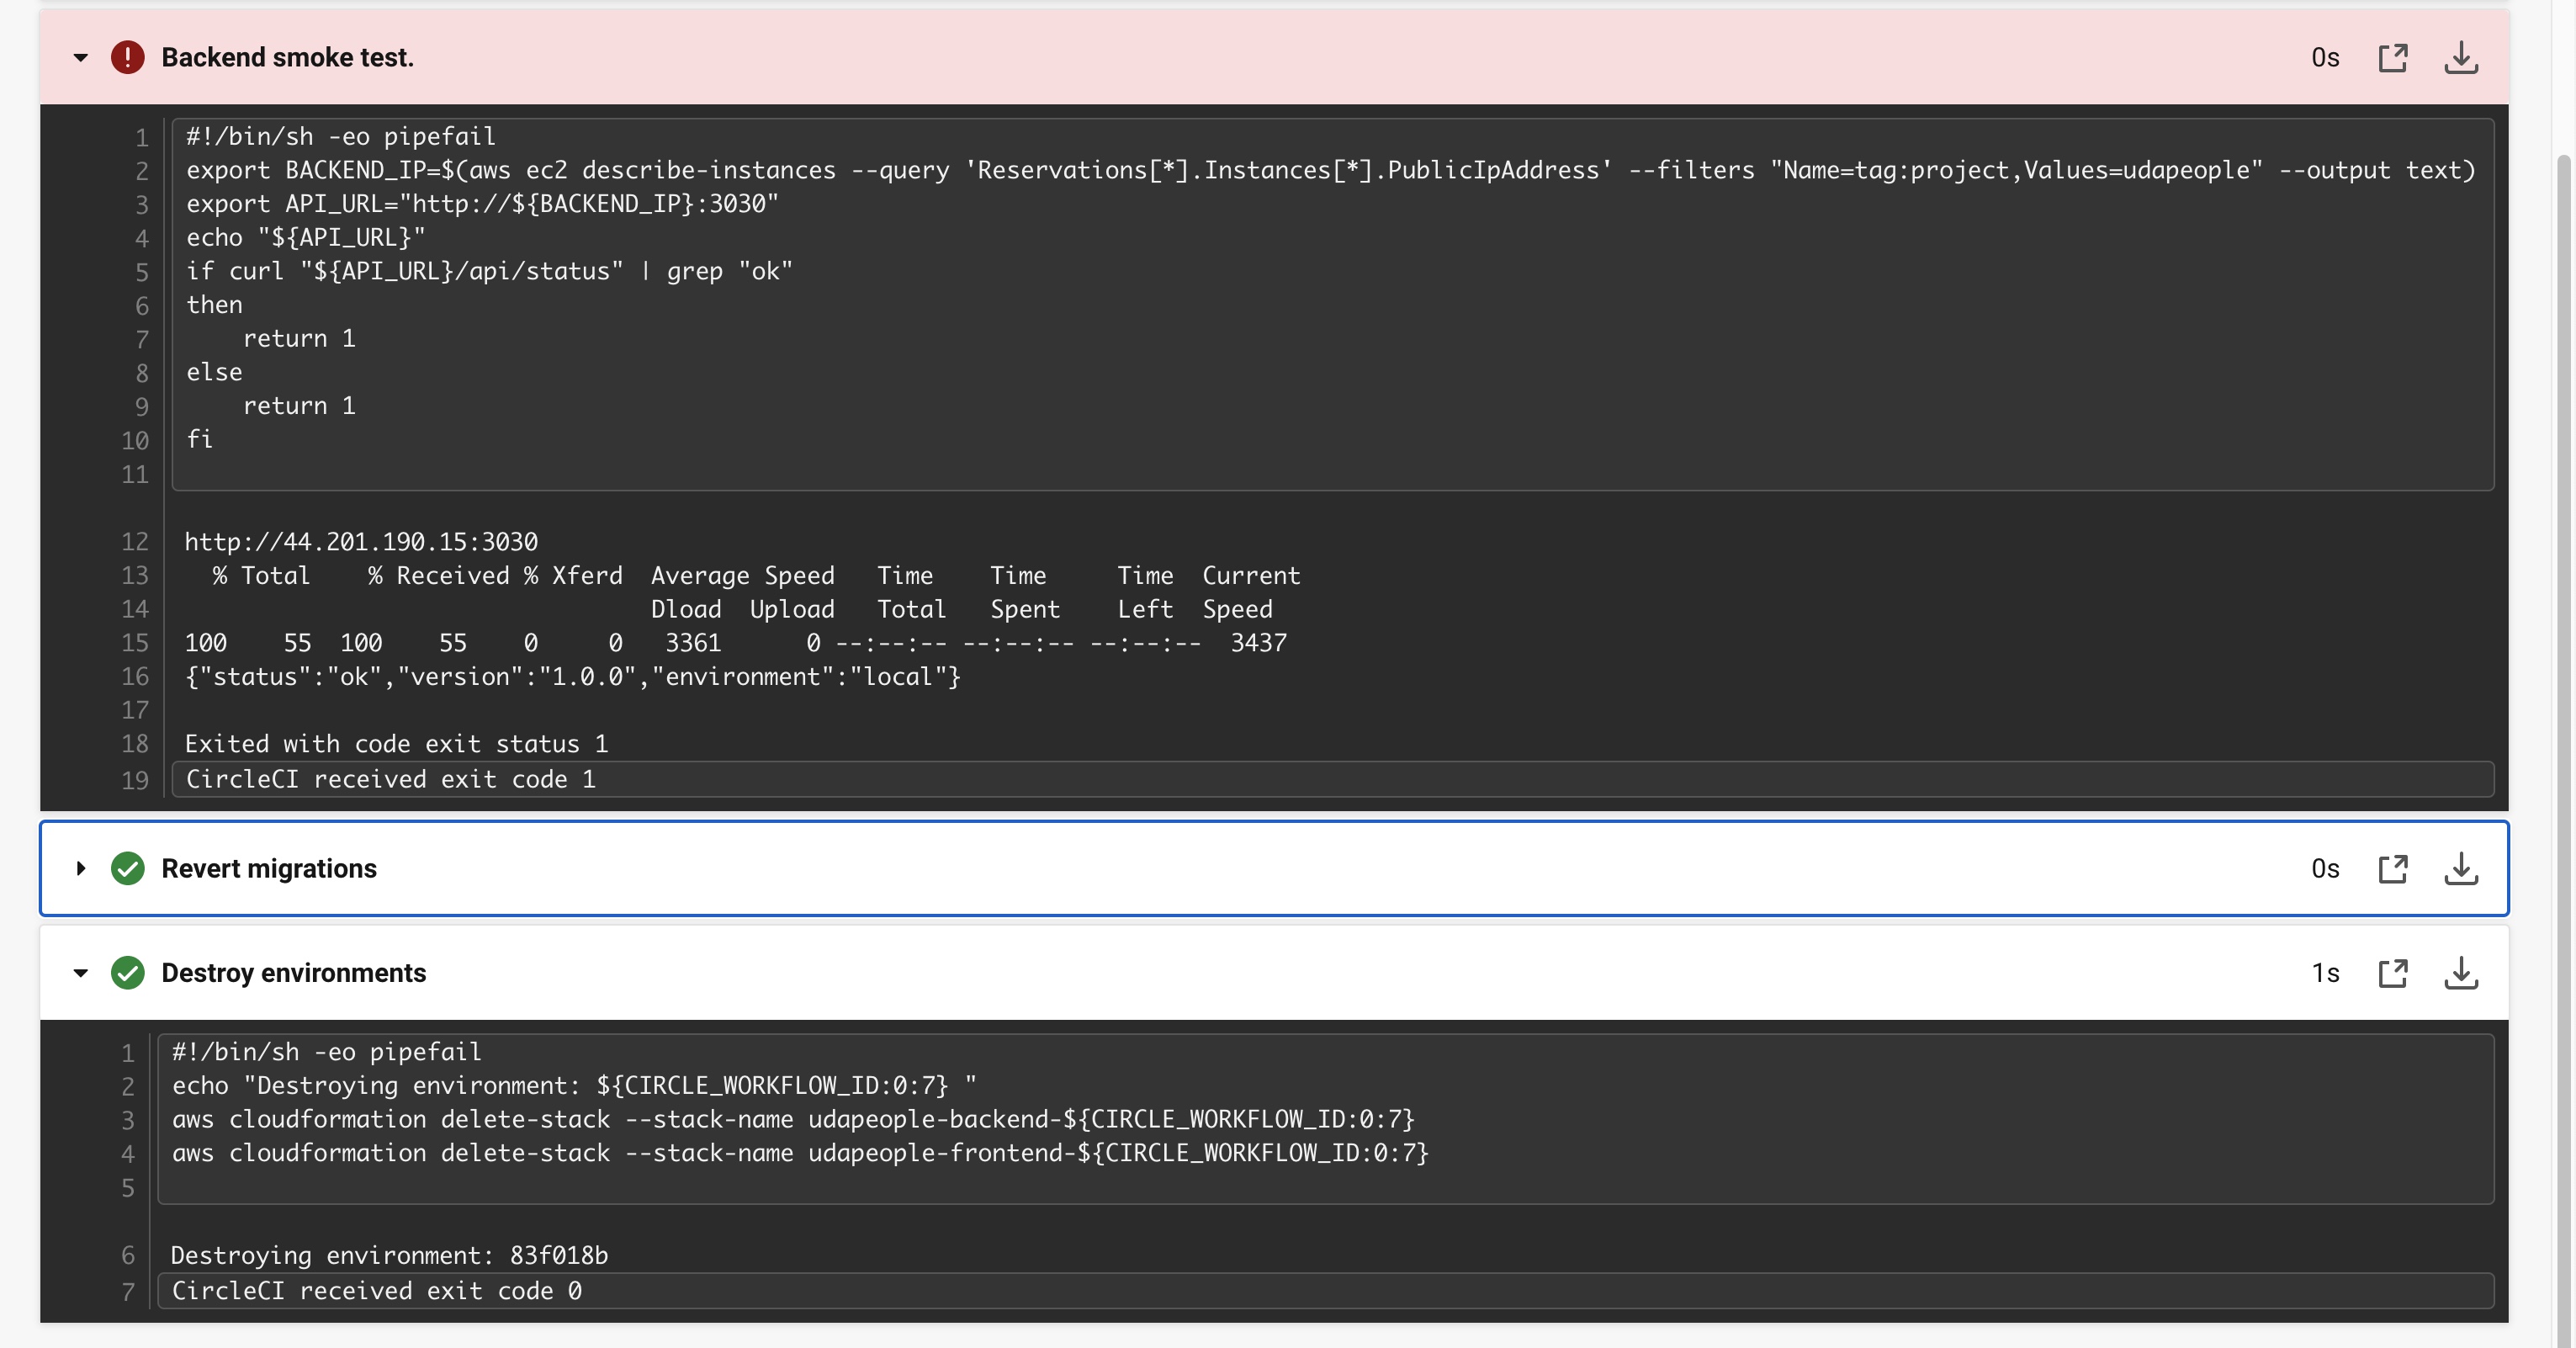 Backend smoke test.
0s
1 #!/bin/sh -eo pipefail
2 export BACKEND_IP=$(aws ec2 describe-instances --query 'Reservations[*].Instances[*].PublicIpAddress' --filters "Name=tag:project,Values=udapeople" --output text)
3 export API_URL="http://${BACKEND_IP}:3030"
4 echo "${API_URL}"
5 if curl "${API_URL}/api/status" | grep "ok"
6 then
7     return 1
8 else
9     return 1
10 fi
11
12 http://44.201.190.15:3030
13   % Total    % Received % Xferd  Average Speed   Time    Time     Time  Current
14                                  Dload  Upload   Total   Spent    Left  Speed
15 100    55  100    55    0     0   3361      0 --:--:-- --:--:-- --:--:--  3437
16 {"status":"ok","version":"1.0.0","environment":"local"}
17
18 Exited with code exit status 1
19 CircleCI received exit code 1
Revert migrations
0s
Destroy environments
1s
1 #!/bin/sh -eo pipefail
2 echo "Destroying environment: ${CIRCLE_WORKFLOW_ID:0:7} "
3 aws cloudformation delete-stack --stack-name udapeople-backend-${CIRCLE_WORKFLOW_ID:0:7}
4 aws cloudformation delete-stack --stack-name udapeople-frontend-${CIRCLE_WORKFLOW_ID:0:7}
5
6 Destroying environment: 83f018b
7 CircleCI received exit code 0